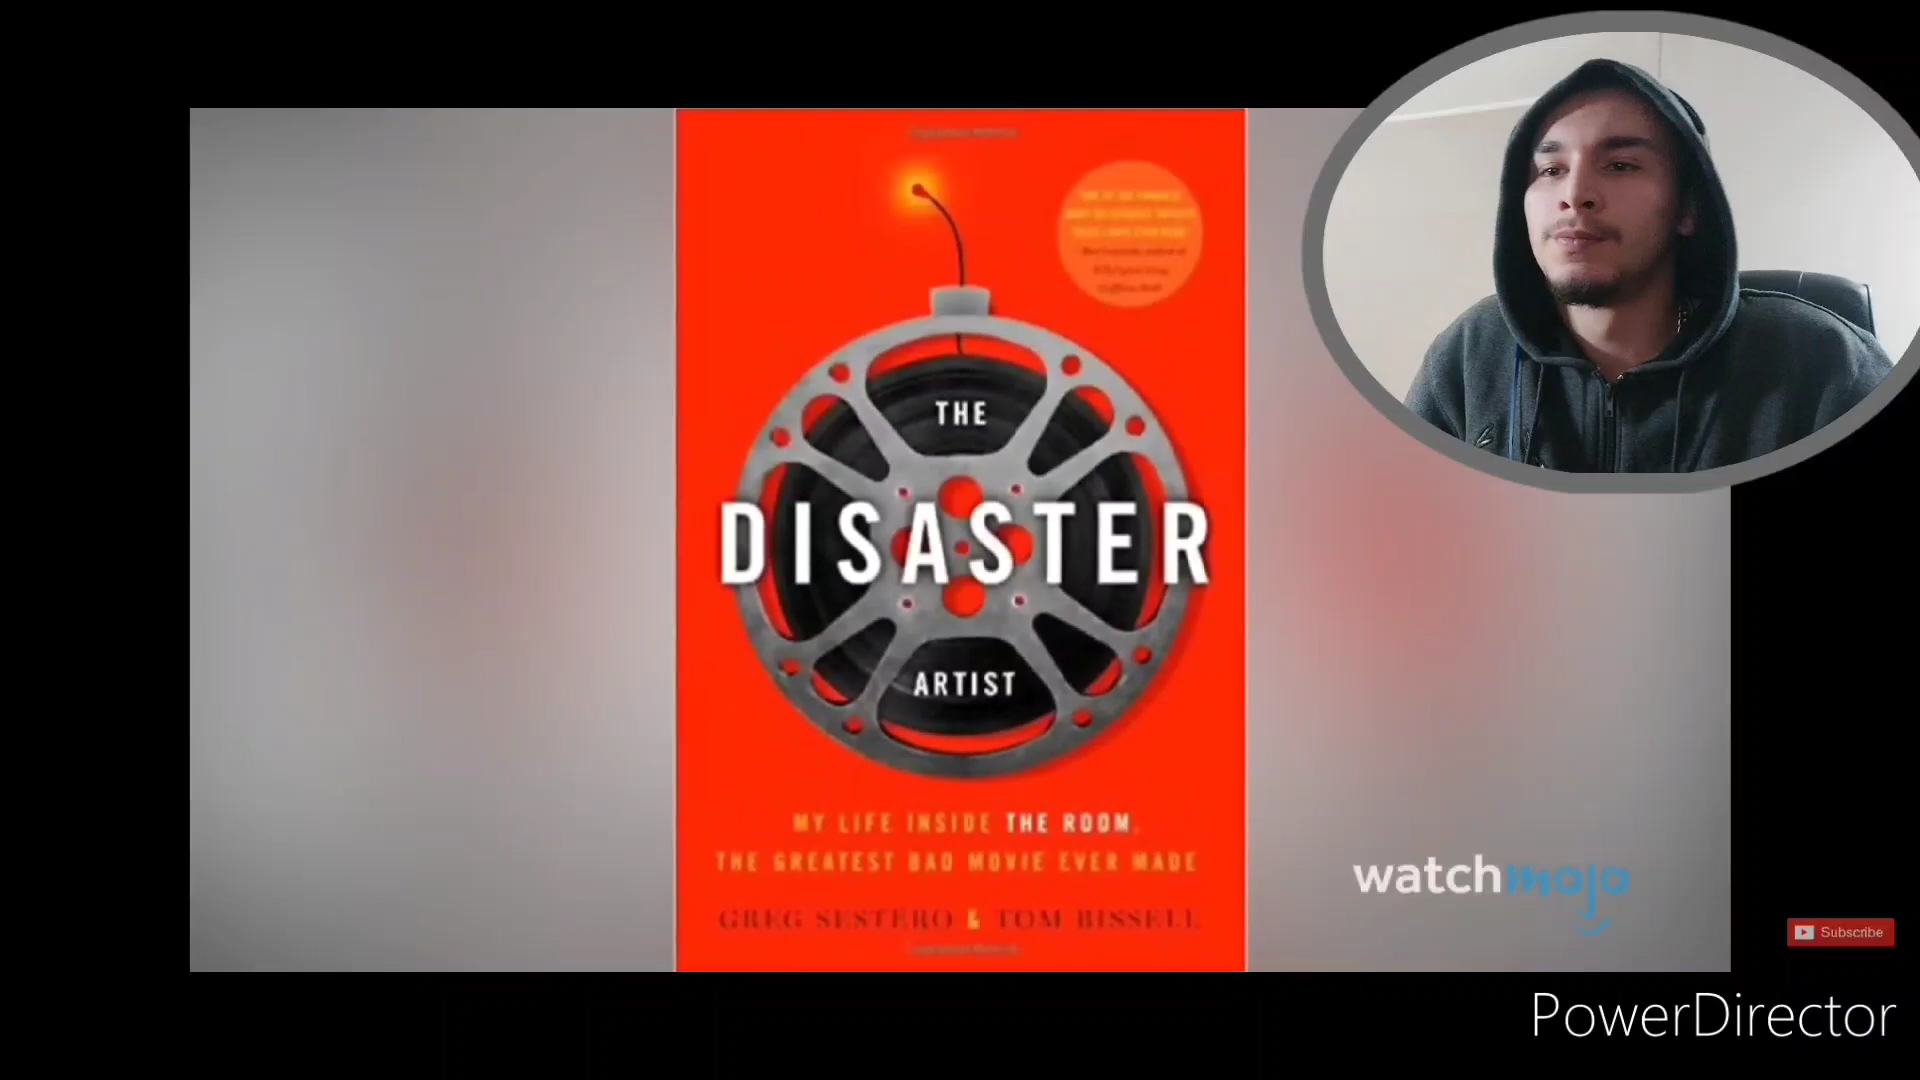 THE
DISASTER
ARTIST
MY LIFE INSIDE THE ROOM,
THE GREATEST BAD MOVIE EVER MADE
GREG SESTERO & TOM BISSELL
watchmojo
Subscribe
PowerDirector